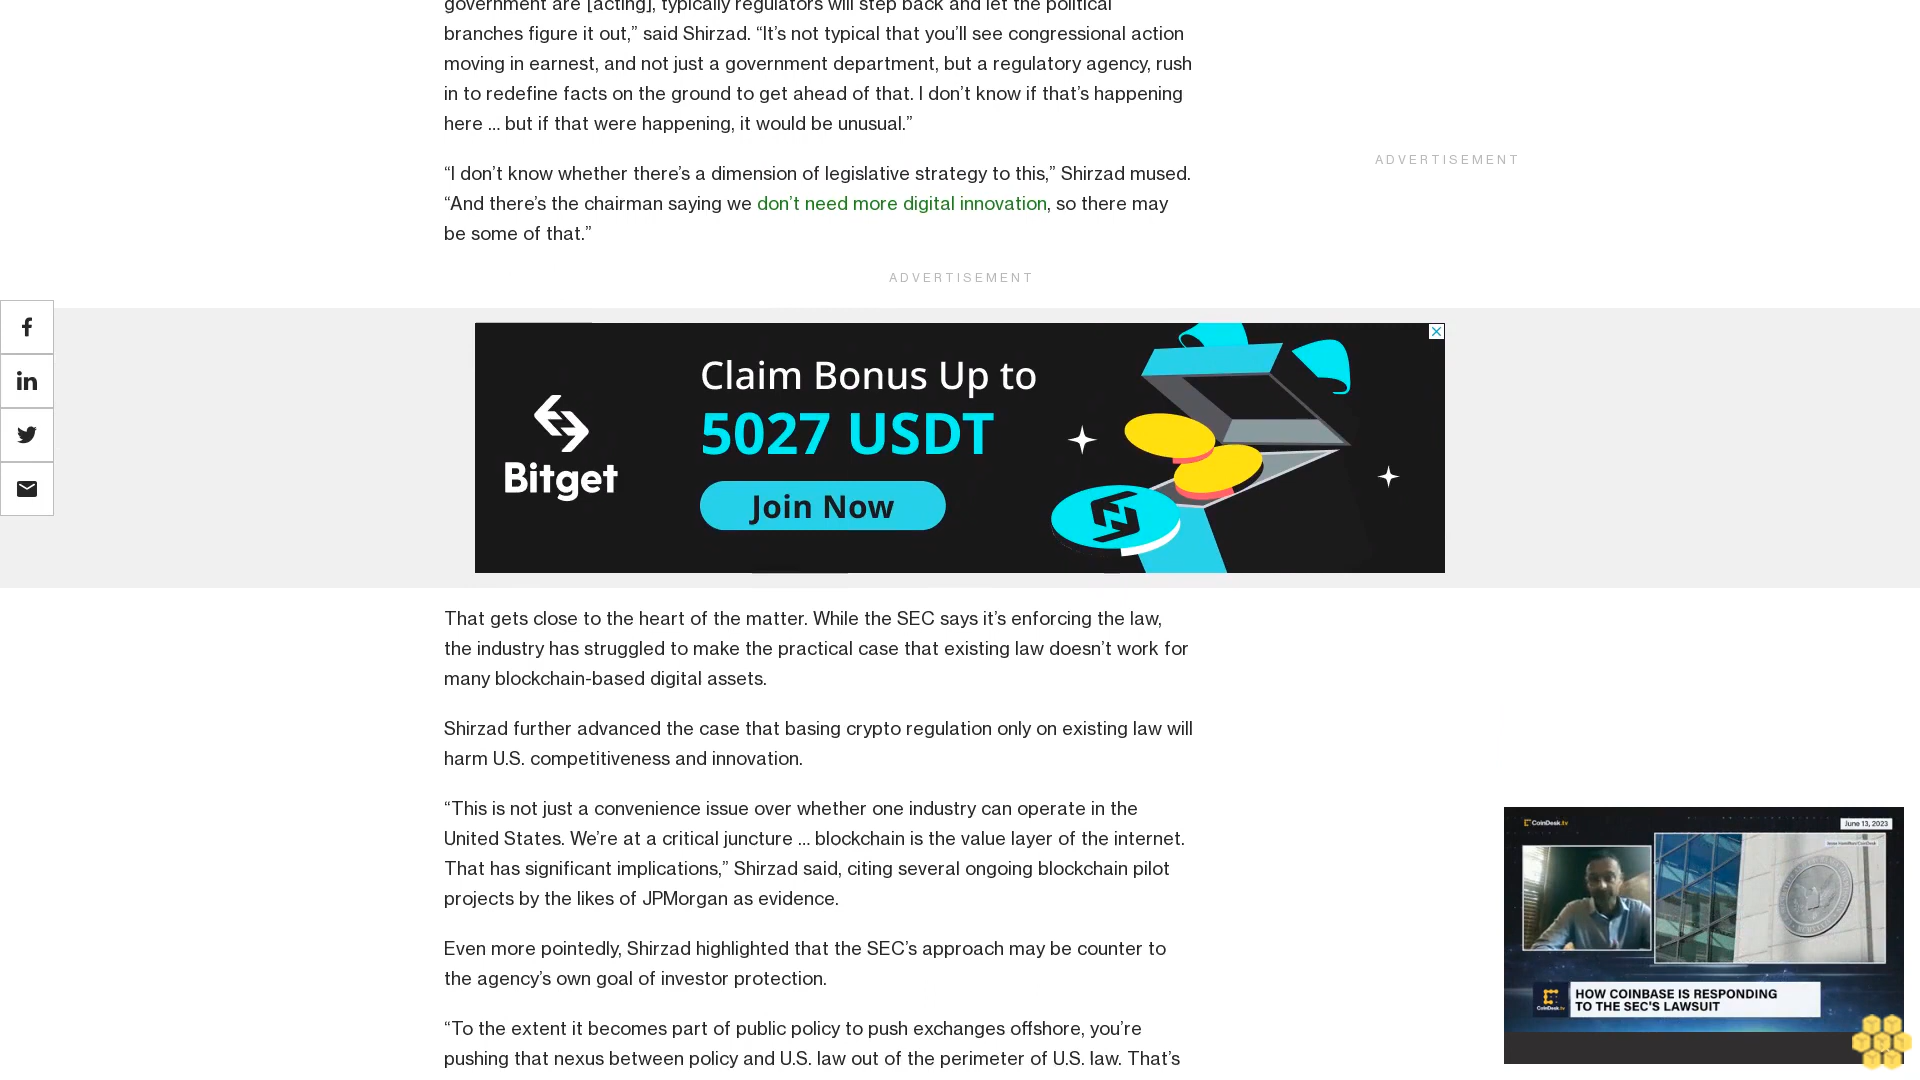 government are [acting], typically regulators will step back and let the political
branches figure it out,” said Shirzad. “It’s not typical that you’ll see congressional action
moving in earnest, and not just a government department, but a regulatory agency, rush
in to redefine facts on the ground to get ahead of that. I don’t know if that’s happening
here … but if that were happening, it would be unusual.”
“I don’t know whether there’s a dimension of legislative strategy to this,” Shirzad mused.
“And there’s the chairman saying we don’t need more digital innovation, so there may
be some of that.”
ADVERTISEMENT
ADVERTISEMENT
Bitget
Claim Bonus Up to
5027 USDT
Join Now
That gets close to the heart of the matter. While the SEC says it’s enforcing the law,
the industry has struggled to make the practical case that existing law doesn’t work for
many blockchain-based digital assets.
Shirzad further advanced the case that basing crypto regulation only on existing law will
harm U.S. competitiveness and innovation.
“This is not just a convenience issue over whether one industry can operate in the
United States. We’re at a critical juncture … blockchain is the value layer of the internet.
That has significant implications,” Shirzad said, citing several ongoing blockchain pilot
projects by the likes of JPMorgan as evidence.
Even more pointedly, Shirzad highlighted that the SEC’s approach may be counter to
the agency’s own goal of investor protection.
“To the extent it becomes part of public policy to push exchanges offshore, you’re
pushing that nexus between policy and U.S. law out of the perimeter of U.S. law. That’s
CoinDesk.tv
June 13, 2023
CoinDesk.tv
HOW COINBASE IS RESPONDING
TO THE SEC'S LAWSUIT